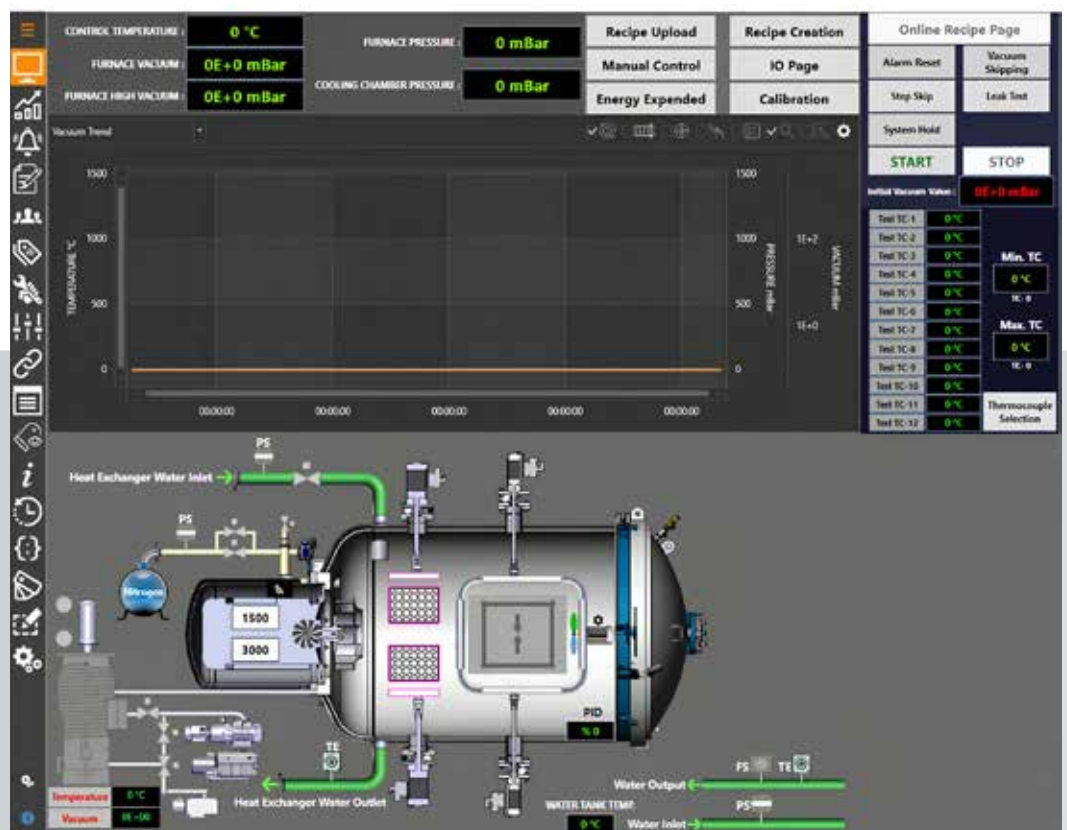 CONTROL TEMPERATURE :
0 °C
FURNACE VACUUM :
0E+0 mBar
FURNACE HIGH VACUUM :
0E+0 mBar
FURNACE PRESSURE :
0 mBar
COOLING CHAMBER PRESSURE :
0 mBar
Recipe Upload
Recipe Creation
Manual Control
IO Page
Energy Expended
Calibration
Online Recipe Page
Alarm Reset
Vacuum
Skipping
Step Skip
Leak Test
System Hold
START
STOP
Initial Vacuum Value :
0E+0 mBar
Vacuum Trend
1500
1000
500
0
TEMPERATURE °C
1500
1000
500
0
PRESSURE mBar
1E+2
1E+0
VACUUM mBar
00:00:00
00:00:00
00:00:00
00:00:00
00:00:00
Test TC-1 0 °C
Test TC-2 0 °C
Test TC-3 0 °C
Test TC-4 0 °C
Test TC-5 0 °C
Test TC-6 0 °C
Test TC-7 0 °C
Test TC-8 0 °C
Test TC-9 0 °C
Test TC-10 0 °C
Test TC-11 0 °C
Test TC-12 0 °C
Min. TC
0 °C
TC- 0
Max. TC
0 °C
TC- 0
Thermocouple
Selection
PS
Heat Exchanger Water Inlet
PS
Nitrogen
1500
3000
PID
% 0
TE
Heat Exchanger Water Outlet
Temperature 0 °C
Vacuum 0E+00
FS TE
Water Output
WATER TANK TEMP.
0 °C
PS
Water Inlet